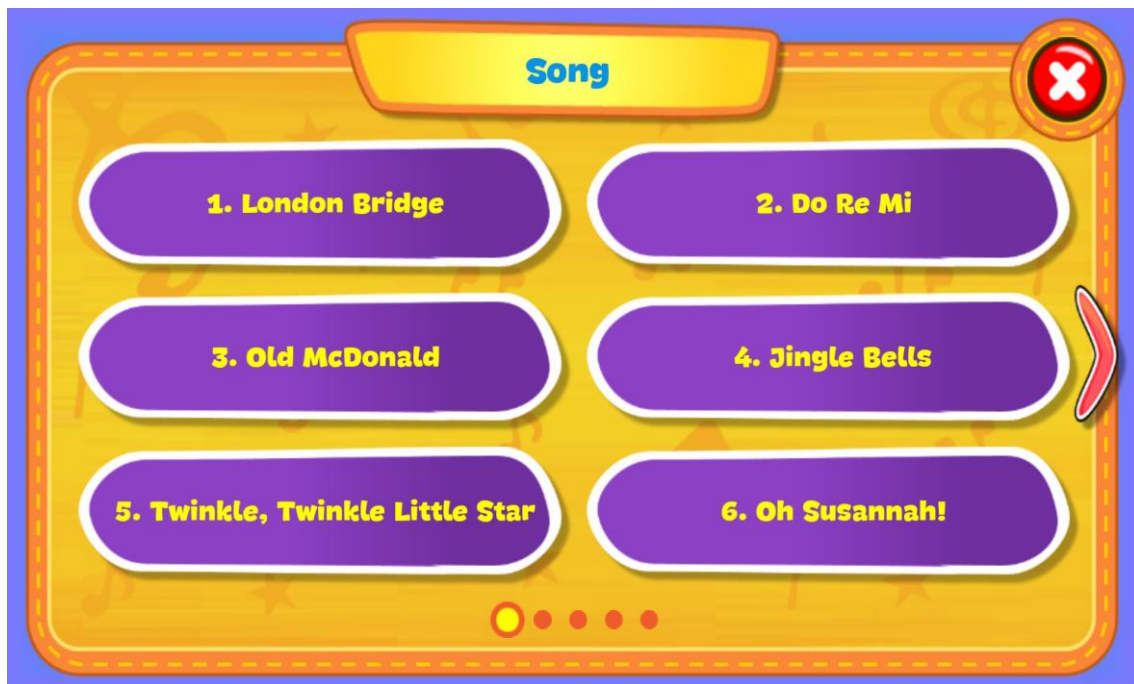 Song
1. London Bridge
2. Do Re Mi
3. Old McDonald
4. Jingle Bells
5. Twinkle, Twinkle Little Star
6. Oh Susannah!